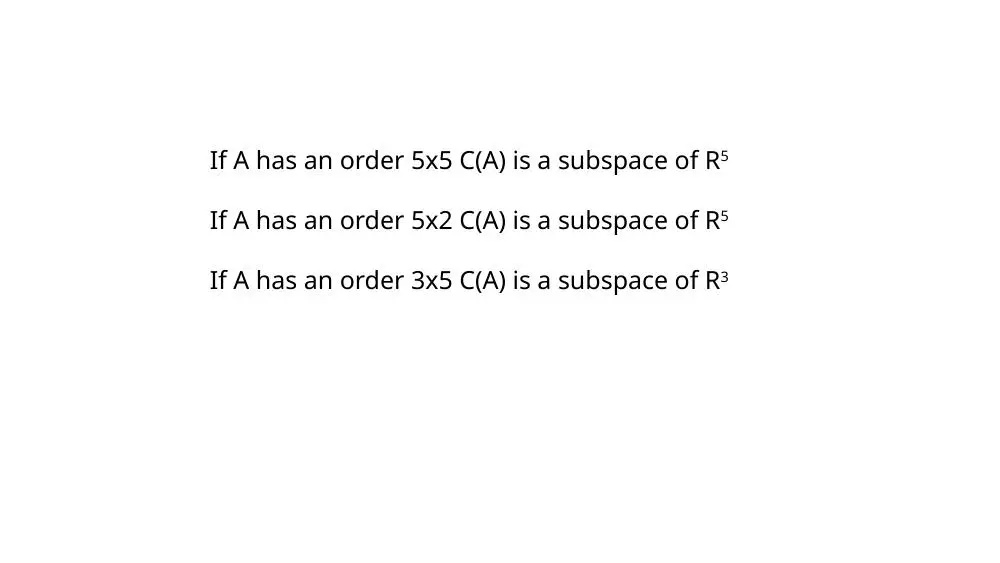 If A has an order 5x5 C(A) is a subspace of R⁵
If A has an order 5x2 C(A) is a subspace of R⁵
If A has an order 3x5 C(A) is a subspace of R³